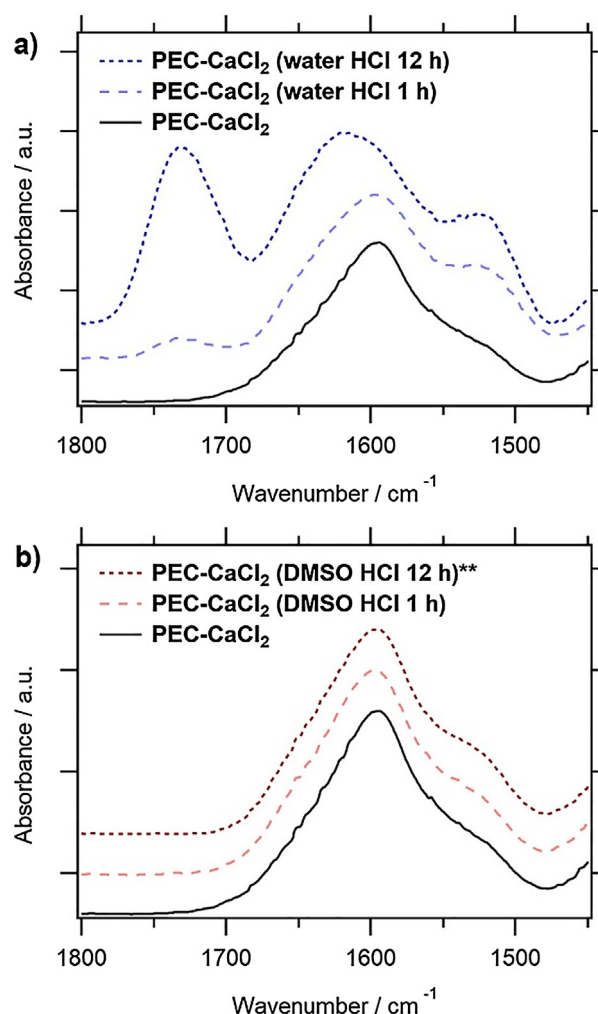 a)
PEC-CaCl2 (water HCl 12 h)
PEC-CaCl2 (water HCl 1 h)
PEC-CaCl2
Absorbance / a.u.
1800 1700 1600 1500
Wavenumber / cm -1
b)
PEC-CaCl2 (DMSO HCl 12 h)**
PEC-CaCl2 (DMSO HCl 1 h)
PEC-CaCl2
Absorbance / a.u.
1800 1700 1600 1500
Wavenumber / cm -1